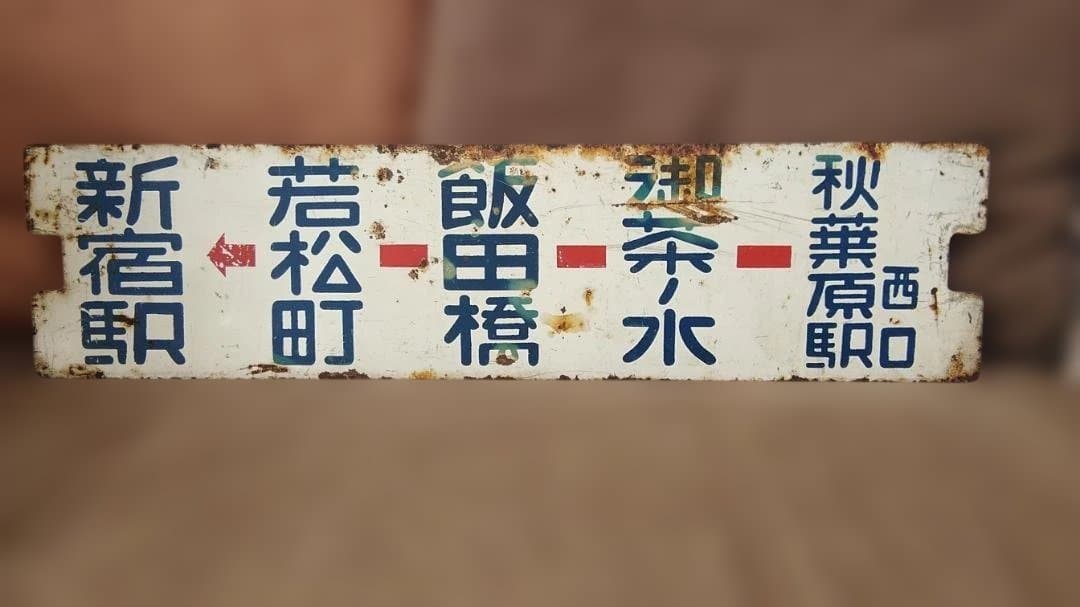 秋葉原駅
西口
御茶ノ水
飯田橋
若松町
新宿駅